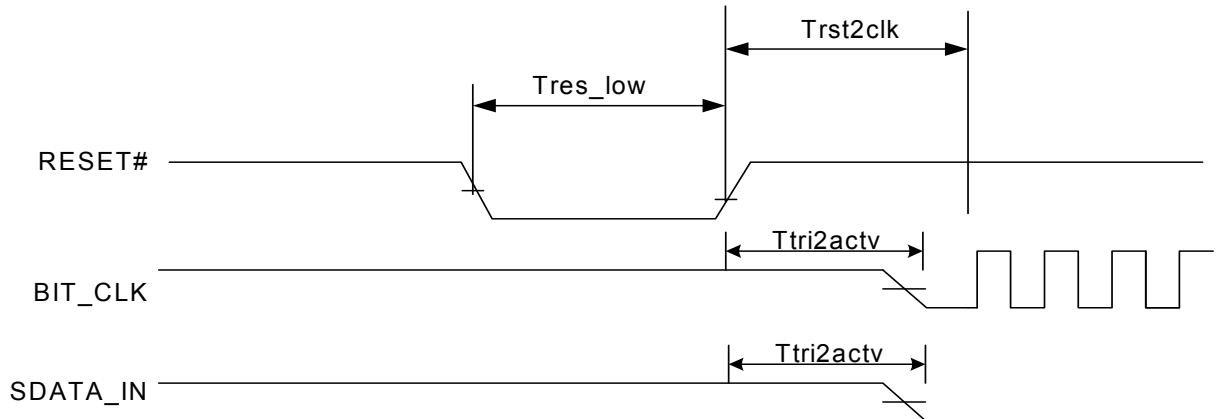 Trst2clk
Tres_low
RESET#
Ttri2actv
BIT_CLK
Ttri2actv
SDATA_IN